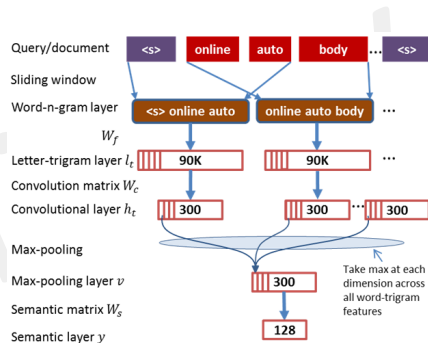 Query/document <s> online auto body ... <s>
Sliding window
Word-n-gram layer <s> online auto online auto body ...
W_f
Letter-trigram layer l_t 90K 90K ...
Convolution matrix W_c
Convolutional layer h_t 300 300 ... 300
Max-pooling
Max-pooling layer v 300
Take max at each
dimension across
all word-trigram
features
Semantic matrix W_s
Semantic layer y 128